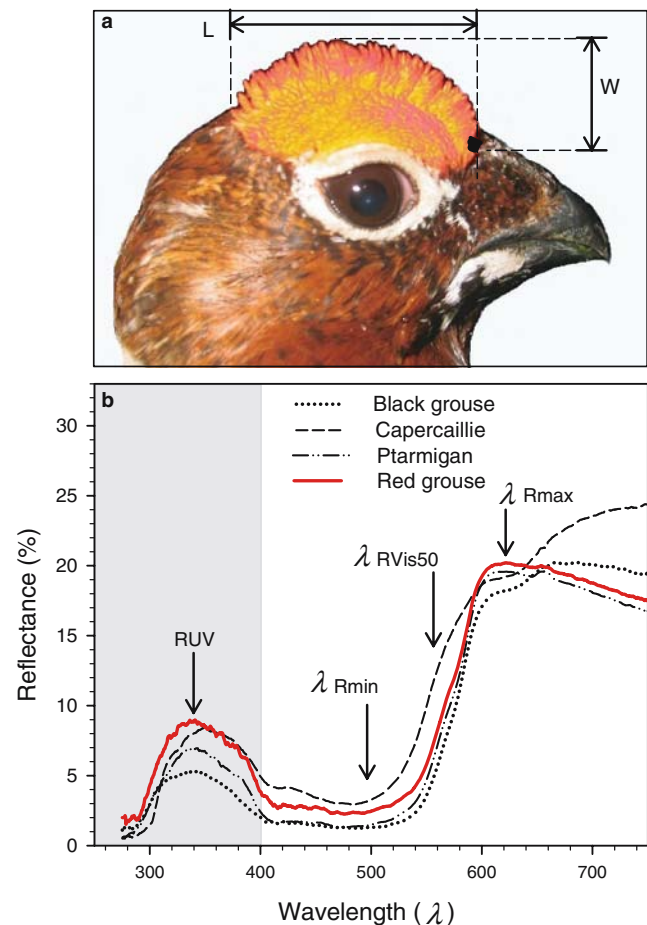 a
L
W
b
Black grouse
Capercaillie
Ptarmigan
Red grouse
λ Rmax
λ RVis50
RUV
λ Rmin
Reflectance (%)
30
25
20
15
10
5
0
300 400 500 600 700
Wavelength (λ)